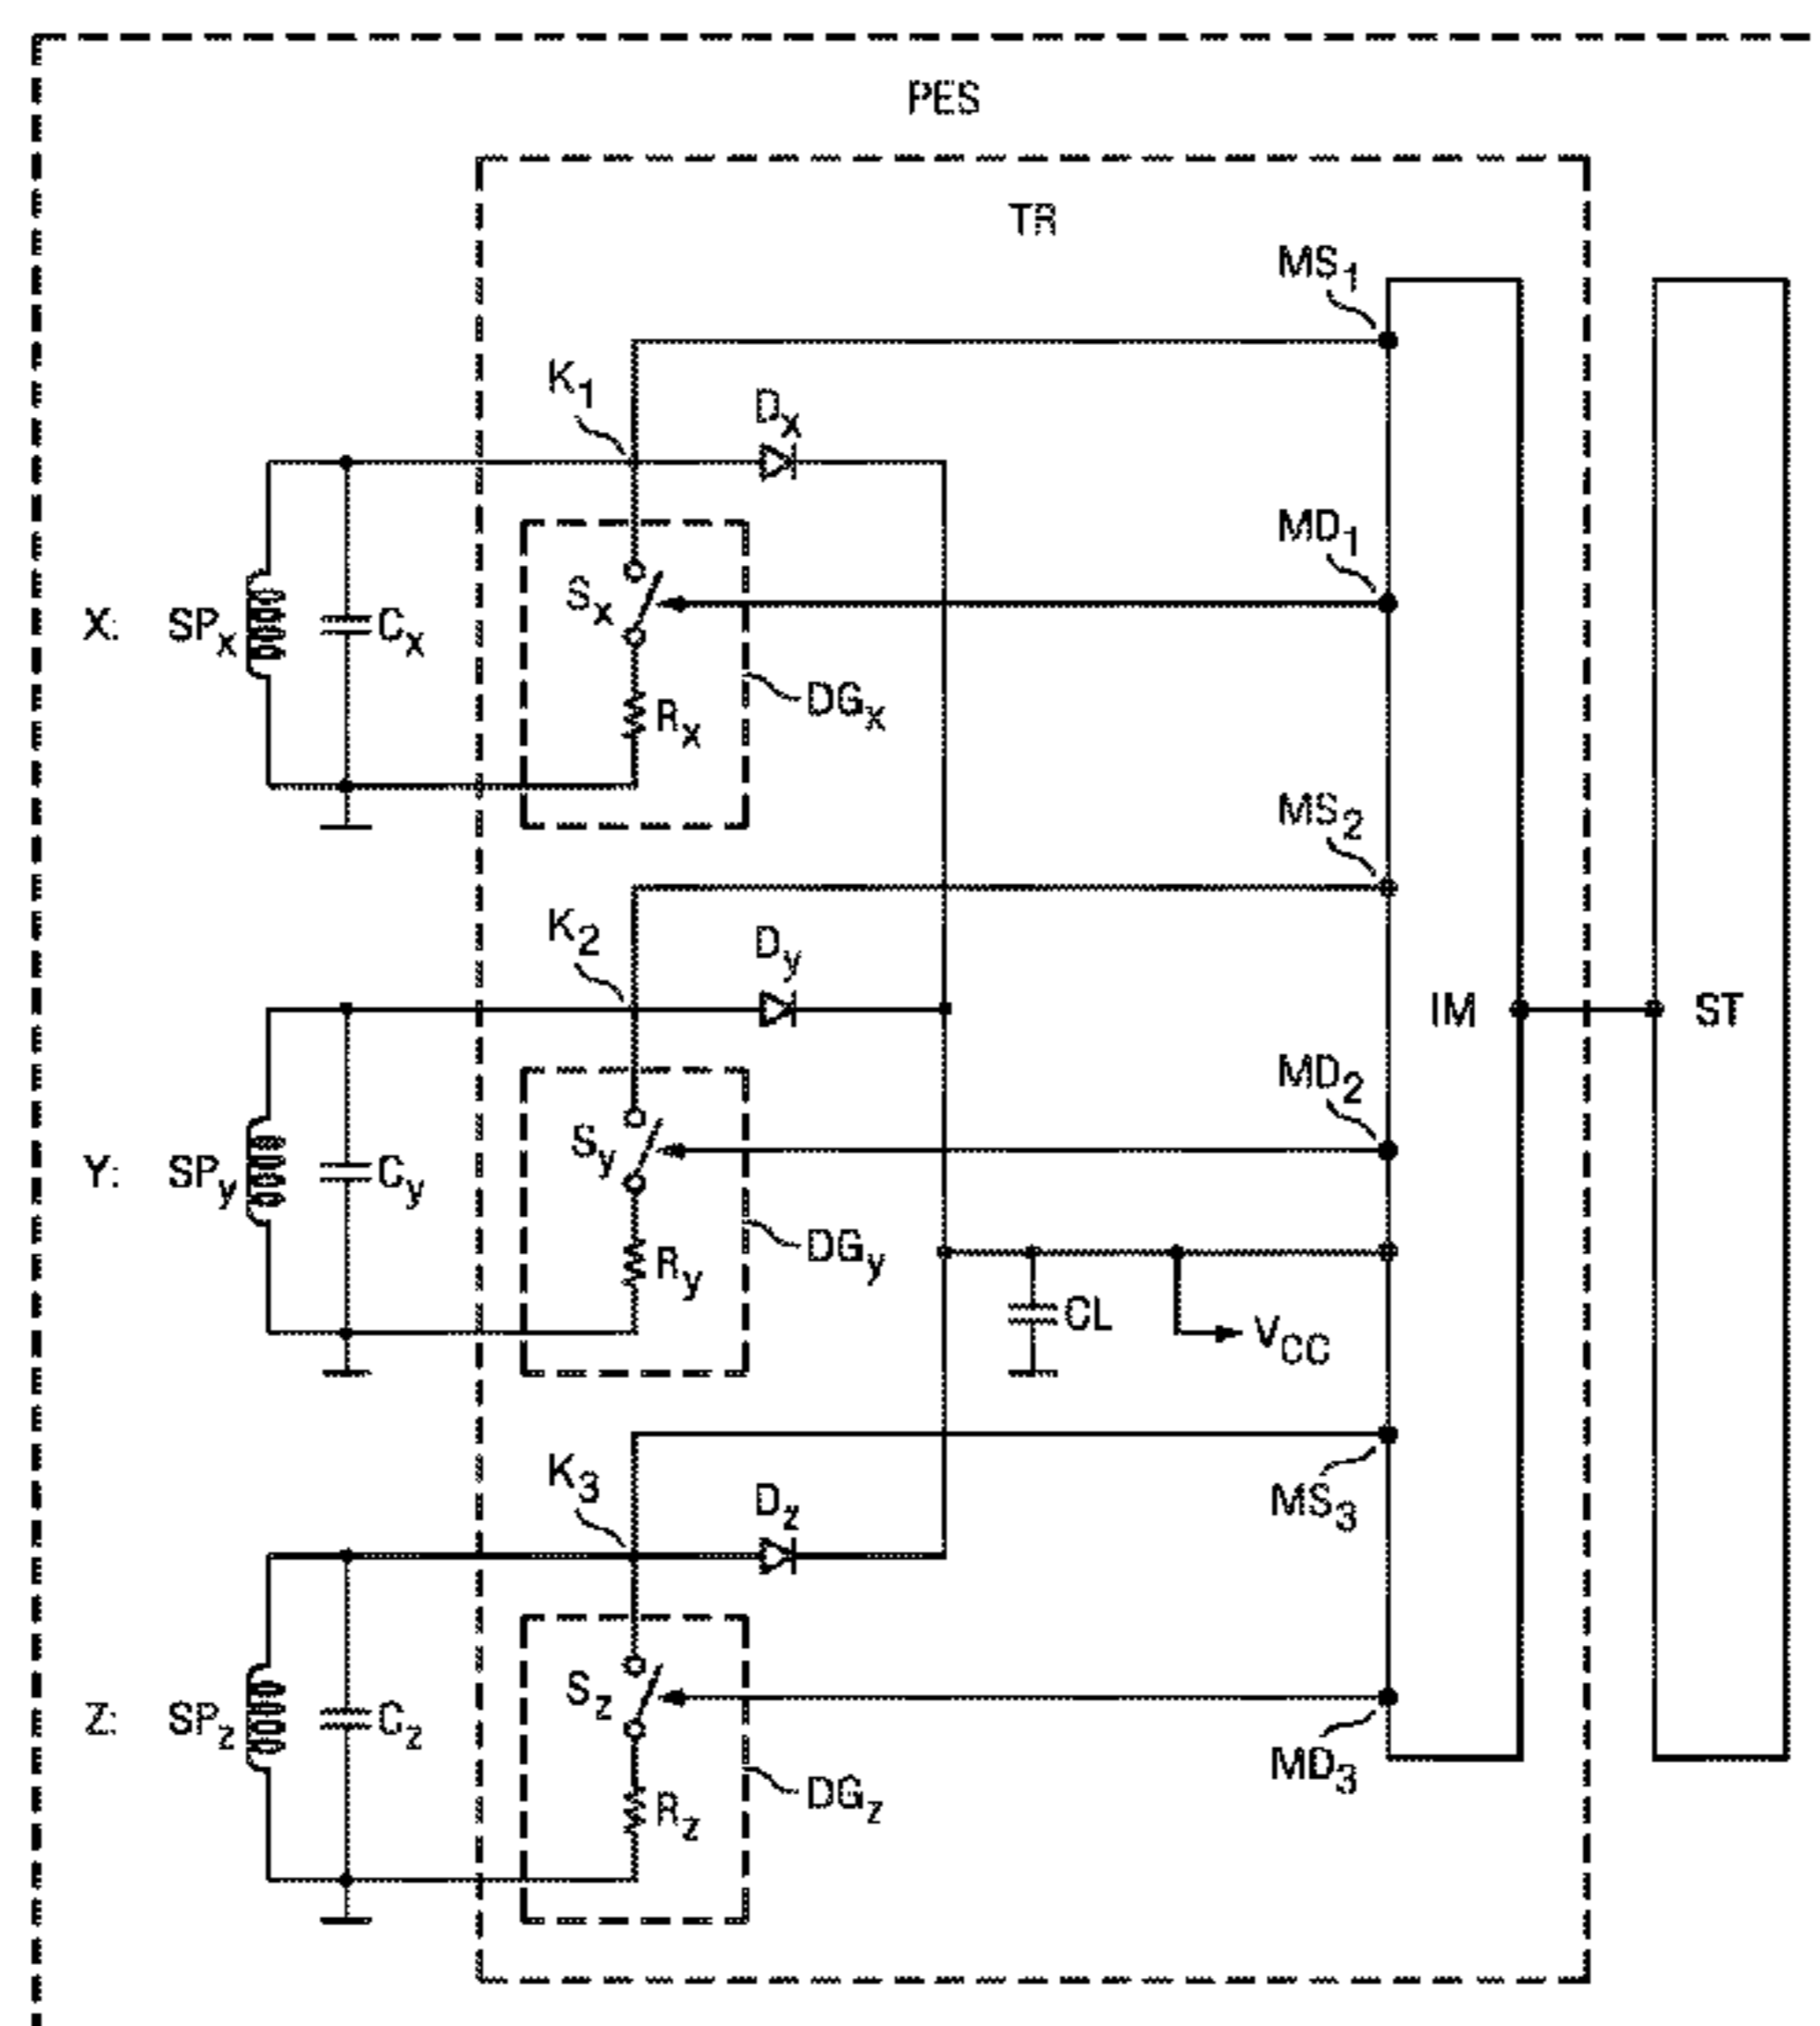 PES
TR
MS1
K1
Dx
MD1
Sx
X: SPx Cx
Rx
DGx
MS2
K2
Dy
IM
ST
MD2
Sy
Y: SPy Cy
Ry
DGy
CL
VCC
K3
Dz
MS3
Sz
Z: SPz Cz
MD3
Rz
DGz